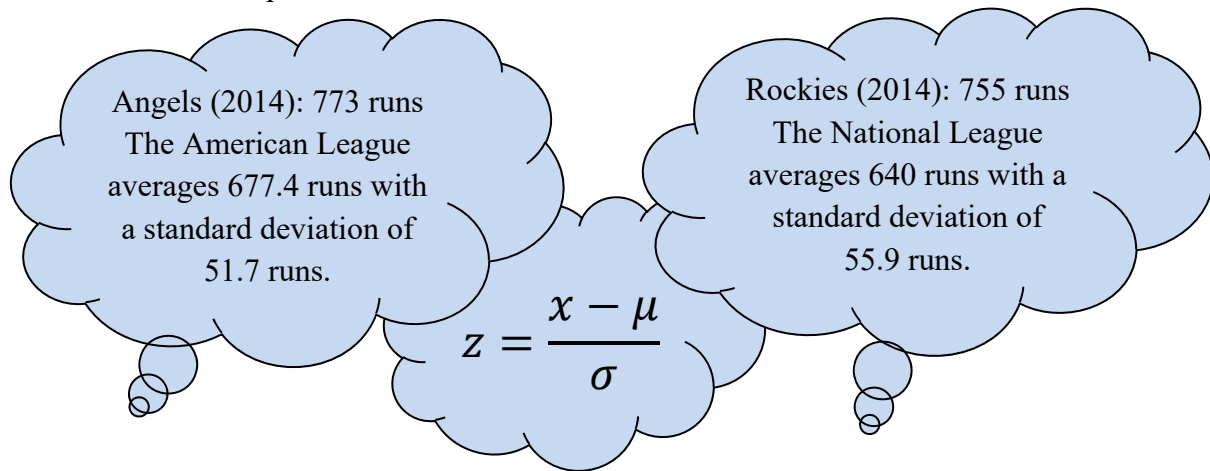 Angels (2014): 773 runs
The American League
averages 677.4 runs with
a standard deviation of
51.7 runs.
Rockies (2014): 755 runs
The National League
averages 640 runs with a
standard deviation of
55.9 runs.
z = \frac{x − μ}{σ}